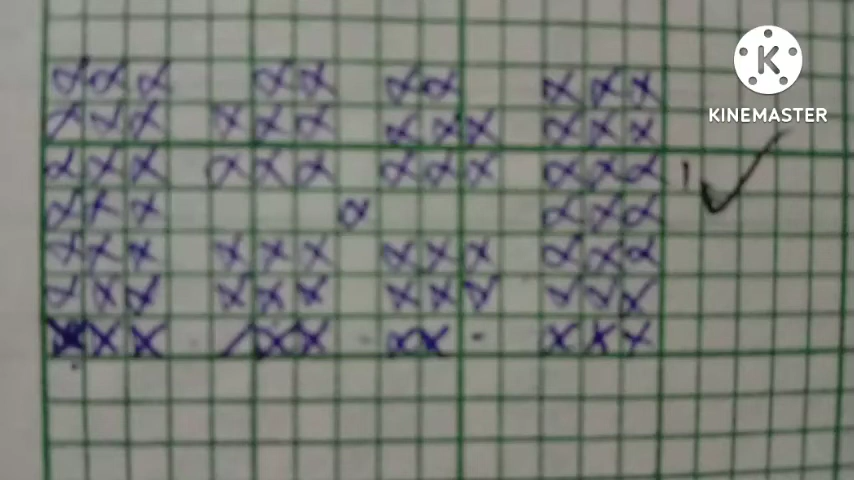 K
KINEMASTER
x x x x x x x x x x
x x x x x x x x x x x x
x x x x x x x x x x x x
x x x x x x x
x x x x x x x x x x x x
x x x x x x x x x x x x
x x x / x x - x x - x x x